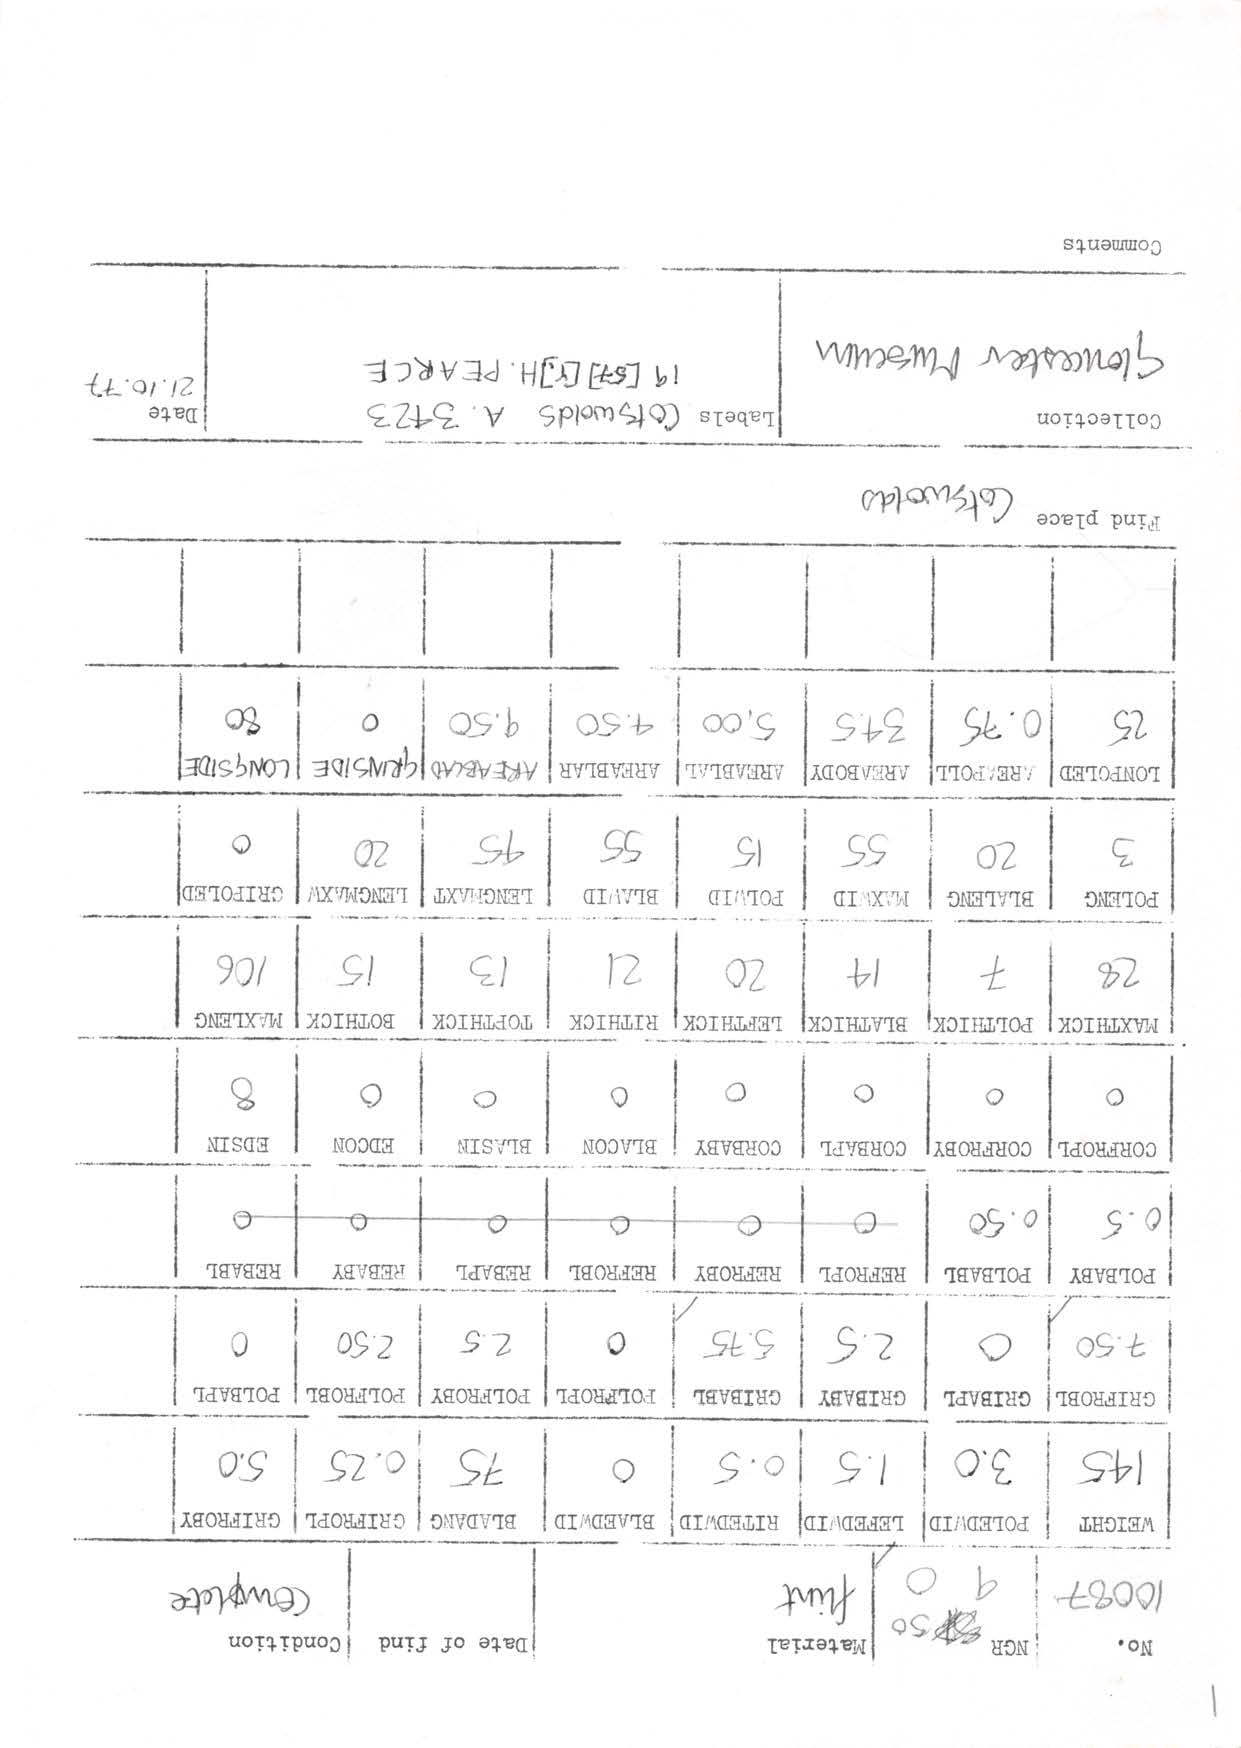 1
No. NGR Material Date of find Condition
10087 SO 9 0 flint Complete
WEIGHT POLEDWID LEFEDWID RITEDWID BLAEDWID BLADANG GRIFROPL GRIFROBY
145 3.0 1.5 0.5 0 75 0.25 5.0
GRIFROBL GRIBAPL GRIBABY GRIBABL POLFROPL POLFROBY POLFROBL POLBAPL
7.50 0 2.5 5.75 0 2.5 2.50 0
POLBABY POLBABL REFROPL REFROBY REFROBL REBAPL REBABY REBABL
0.5 0.50 0 0 0 0 0 0
CORFROPL CORFROBY CORBAPL CORBABY BLACON BLASIN EDCON EDSIN
0 0 0 0 0 0 0 8
MAXTHICK POLTHICK BLATHICK LEFTHICK RITHICK TOPTHICK BOTHICK MAXLENG
28 7 14 20 21 13 15 106
POLENG BLALENG MAXWID POLWID BLAWID LENGMAXT LENGMAXW GRIPOLED
3 20 55 15 55 45 20 0
LONPOLED AREAPOLL AREABODY AREABLAL AREABLAR AREABLAD GRINSIDE LONGSIDE
25 0.75 34.5 5.00 4.50 9.50 0 80
Find place Cotswolds
Collection Labels Cotswolds A. 3423 Date
Gloucester Museum 19 [57] H. PEARCE 21.10.77
Comments